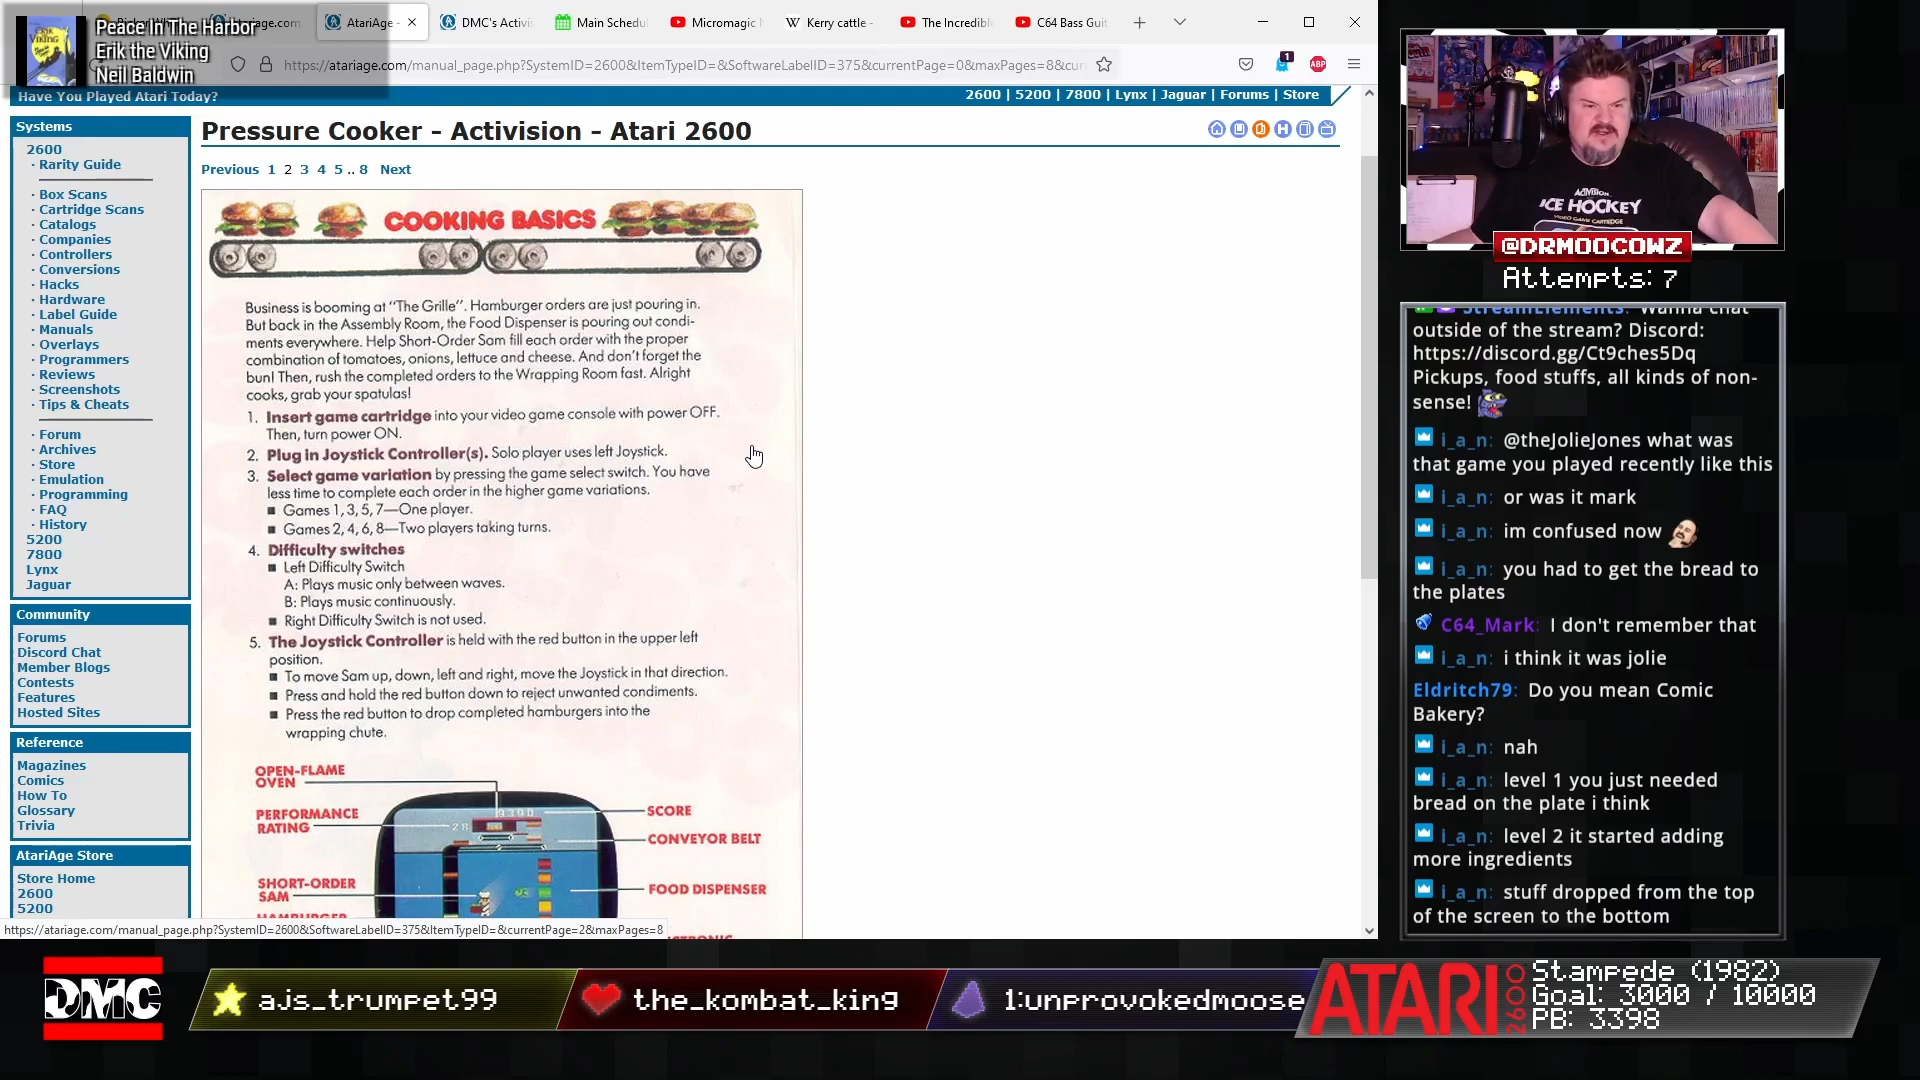 Peace In The Harbor
Erik the Viking
Neil Baldwin
AtariAge -
DMC's Activis
Main Schedu
Micromagic
Kerry cattle -
The Incredibl
C64 Bass Guit
https://atariage.com/manual_page.php?SystemID=2600&ItemTypeID=&SoftwareLabelID=375&currentPage=0&maxPages=8&cu
Have You Played Atari Today?
2600 | 5200 | 7800 | Lynx | Jaguar | Forums | Store
Systems
2600
· Rarity Guide
· Box Scans
· Cartridge Scans
· Catalogs
· Companies
· Controllers
· Conversions
· Hacks
· Hardware
· Label Guide
· Manuals
· Overlays
· Programmers
· Reviews
· Screenshots
· Tips & Cheats
· Forum
· Archives
· Store
· Emulation
· Programming
· FAQ
· History
5200
7800
Lynx
Jaguar
Community
Forums
Discord Chat
Member Blogs
Contests
Features
Hosted Sites
Reference
Magazines
Comics
How To
Glossary
Trivia
AtariAge Store
Store Home
2600
5200
Pressure Cooker - Activision - Atari 2600
Previous 1 2 3 4 5 .. 8 Next
COOKING BASICS
Business is booming at "The Grille". Hamburger orders are just pouring in.
But back in the Assembly Room, the Food Dispenser is pouring out condi-
ments everywhere. Help Short-Order Sam fill each order with the proper
combination of tomatoes, onions, lettuce and cheese. And don't forget the
bun! Then, rush the completed orders to the Wrapping Room fast. Alright
cooks, grab your spatulas!
1. Insert game cartridge into your video game console with power OFF.
Then, turn power ON.
2. Plug in Joystick Controller(s). Solo player uses left Joystick.
3. Select game variation by pressing the game select switch. You have
less time to complete each order in the higher game variations.
■ Games 1, 3, 5, 7—One player.
■ Games 2, 4, 6, 8—Two players taking turns.
4. Difficulty switches
■ Left Difficulty Switch
A: Plays music only between waves.
B: Plays music continuously.
■ Right Difficulty Switch is not used.
5. The Joystick Controller is held with the red button in the upper left
position.
■ To move Sam up, down, left and right, move the Joystick in that direction.
■ Press and hold the red button down to reject unwanted condiments.
■ Press the red button to drop completed hamburgers into the
wrapping chute.
OPEN-FLAME
OVEN
PERFORMANCE
RATING
SHORT-ORDER
SAM
HAMBURGER
SCORE
CONVEYOR BELT
FOOD DISPENSER
28
https://atariage.com/manual_page.php?SystemID=2600&SoftwareLabelID=375&ItemTypeID=&currentPage=2&maxPages=8
ACTIVISION
ICE HOCKEY
VIDEO GAME CARTRIDGE
@DRMOOCOWZ
Attempts: 7
StreamElements: Wanna chat
outside of the stream? Discord:
https://discord.gg/Ct9ches5Dq
Pickups, food stuffs, all kinds of non-
sense!
i_a_n: @theJolieJones what was
that game you played recently like this
i_a_n: or was it mark
i_a_n: im confused now
i_a_n: you had to get the bread to
the plates
C64_Mark: I don't remember that
i_a_n: i think it was jolie
Eldritch79: Do you mean Comic
Bakery?
i_a_n: nah
i_a_n: level 1 you just needed
bread on the plate i think
i_a_n: level 2 it started adding
more ingredients
i_a_n: stuff dropped from the top
of the screen to the bottom
DMC
ajs_trumpet99
the_kombat_king
1:unprovokedmoose
ATARI 2600
Stampede (1982)
Goal: 3000 / 10000
PB: 3398